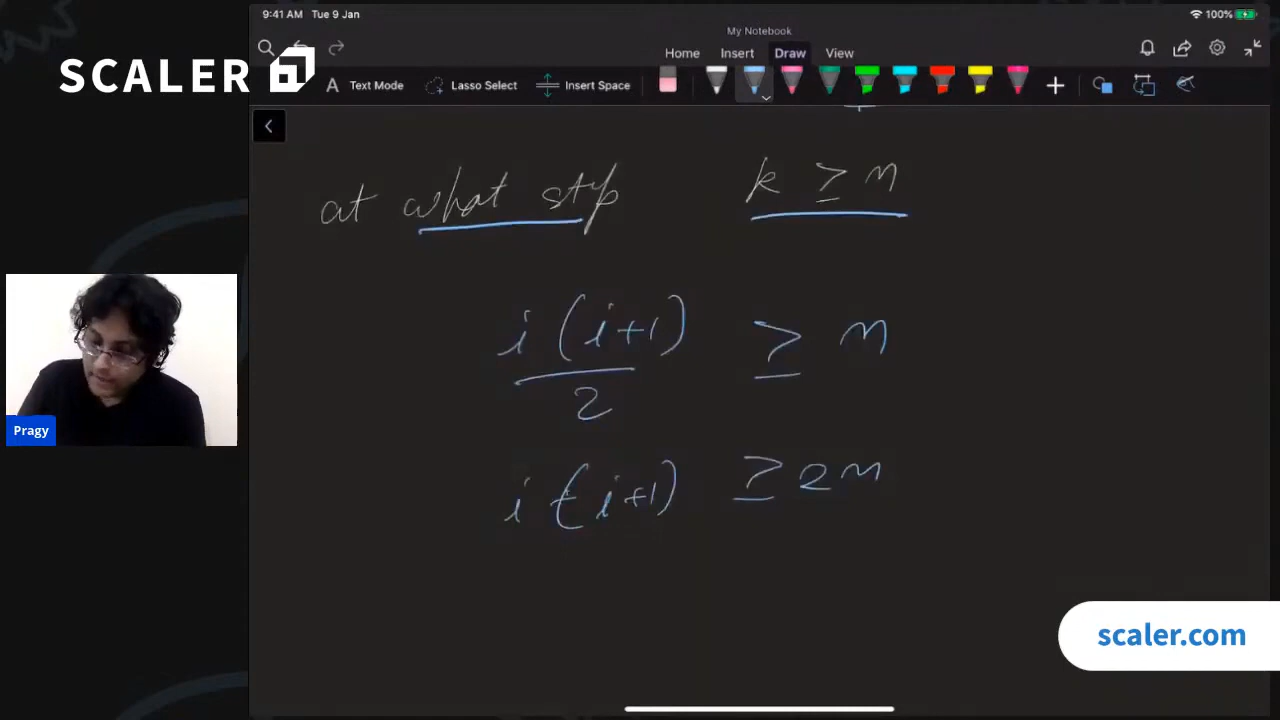 9:41 AM Tue 9 Jan
100%
My Notebook
Home Insert Draw View
SCALER
Text Mode Lasso Select Insert Space
at what step k ≥ n
i (i+1) ≥ n
2
i (i+1) ≥ 2n
Pragy
scaler.com